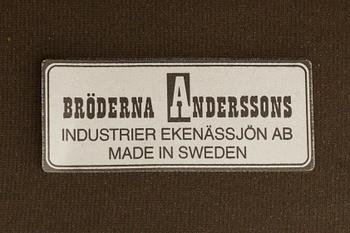 BRÖDERNA ANDERSSONS
INDUSTRIER EKENÄSSJÖN AB
MADE IN SWEDEN